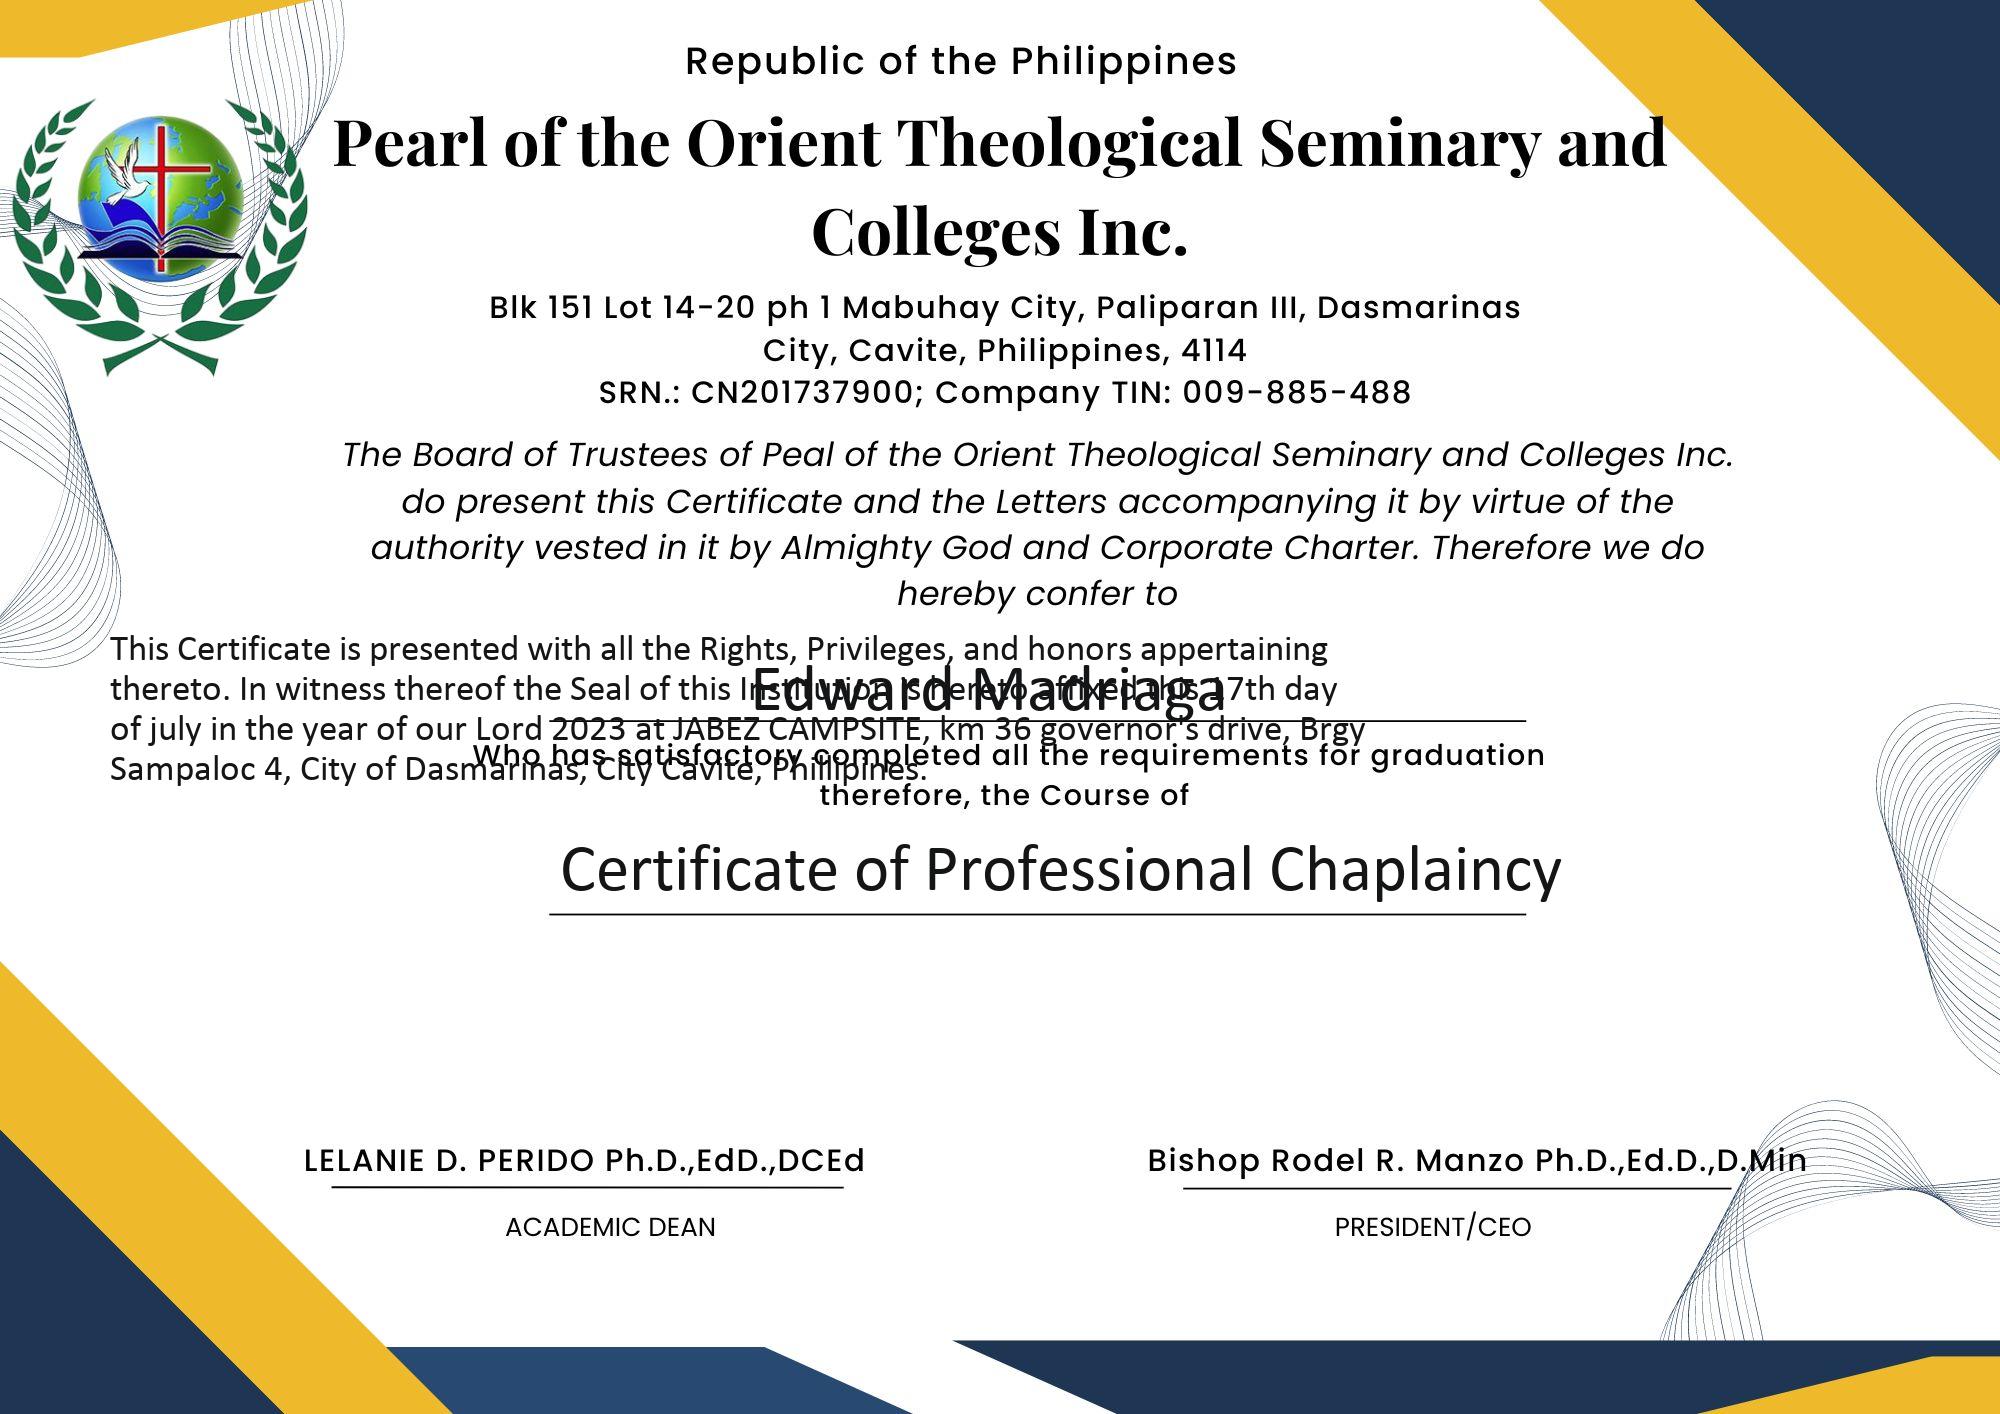 Republic of the Philippines
Pearl of the Orient Theological Seminary and
Colleges Inc.
Blk 151 Lot 14-20 ph 1 Mabuhay City, Paliparan III, Dasmarinas
City, Cavite, Philippines, 4114
SRN.: CN201737900; Company TIN: 009-885-488
The Board of Trustees of Peal of the Orient Theological Seminary and Colleges Inc.
do present this Certificate and the Letters accompanying it by virtue of the
authority vested in it by Almighty God and Corporate Charter. Therefore we do
hereby confer to
This Certificate is presented with all the Rights, Privileges, and honors appertaining
thereto. In witness thereof the Seal of this Institution is hereto affixed this 17th day
of july in the year of our Lord 2023 at JABEZ CAMPSITE, km 36 governor's drive, Brgy
Sampaloc 4, City of Dasmarinas, City Cavite, Phillipines.
Edward Madriaga
Who has satisfactory completed all the requirements for graduation
therefore, the Course of
Certificate of Professional Chaplaincy
LELANIE D. PERIDO Ph.D.,EdD.,DCEd
ACADEMIC DEAN
Bishop Rodel R. Manzo Ph.D.,Ed.D.,D.Min
PRESIDENT/CEO